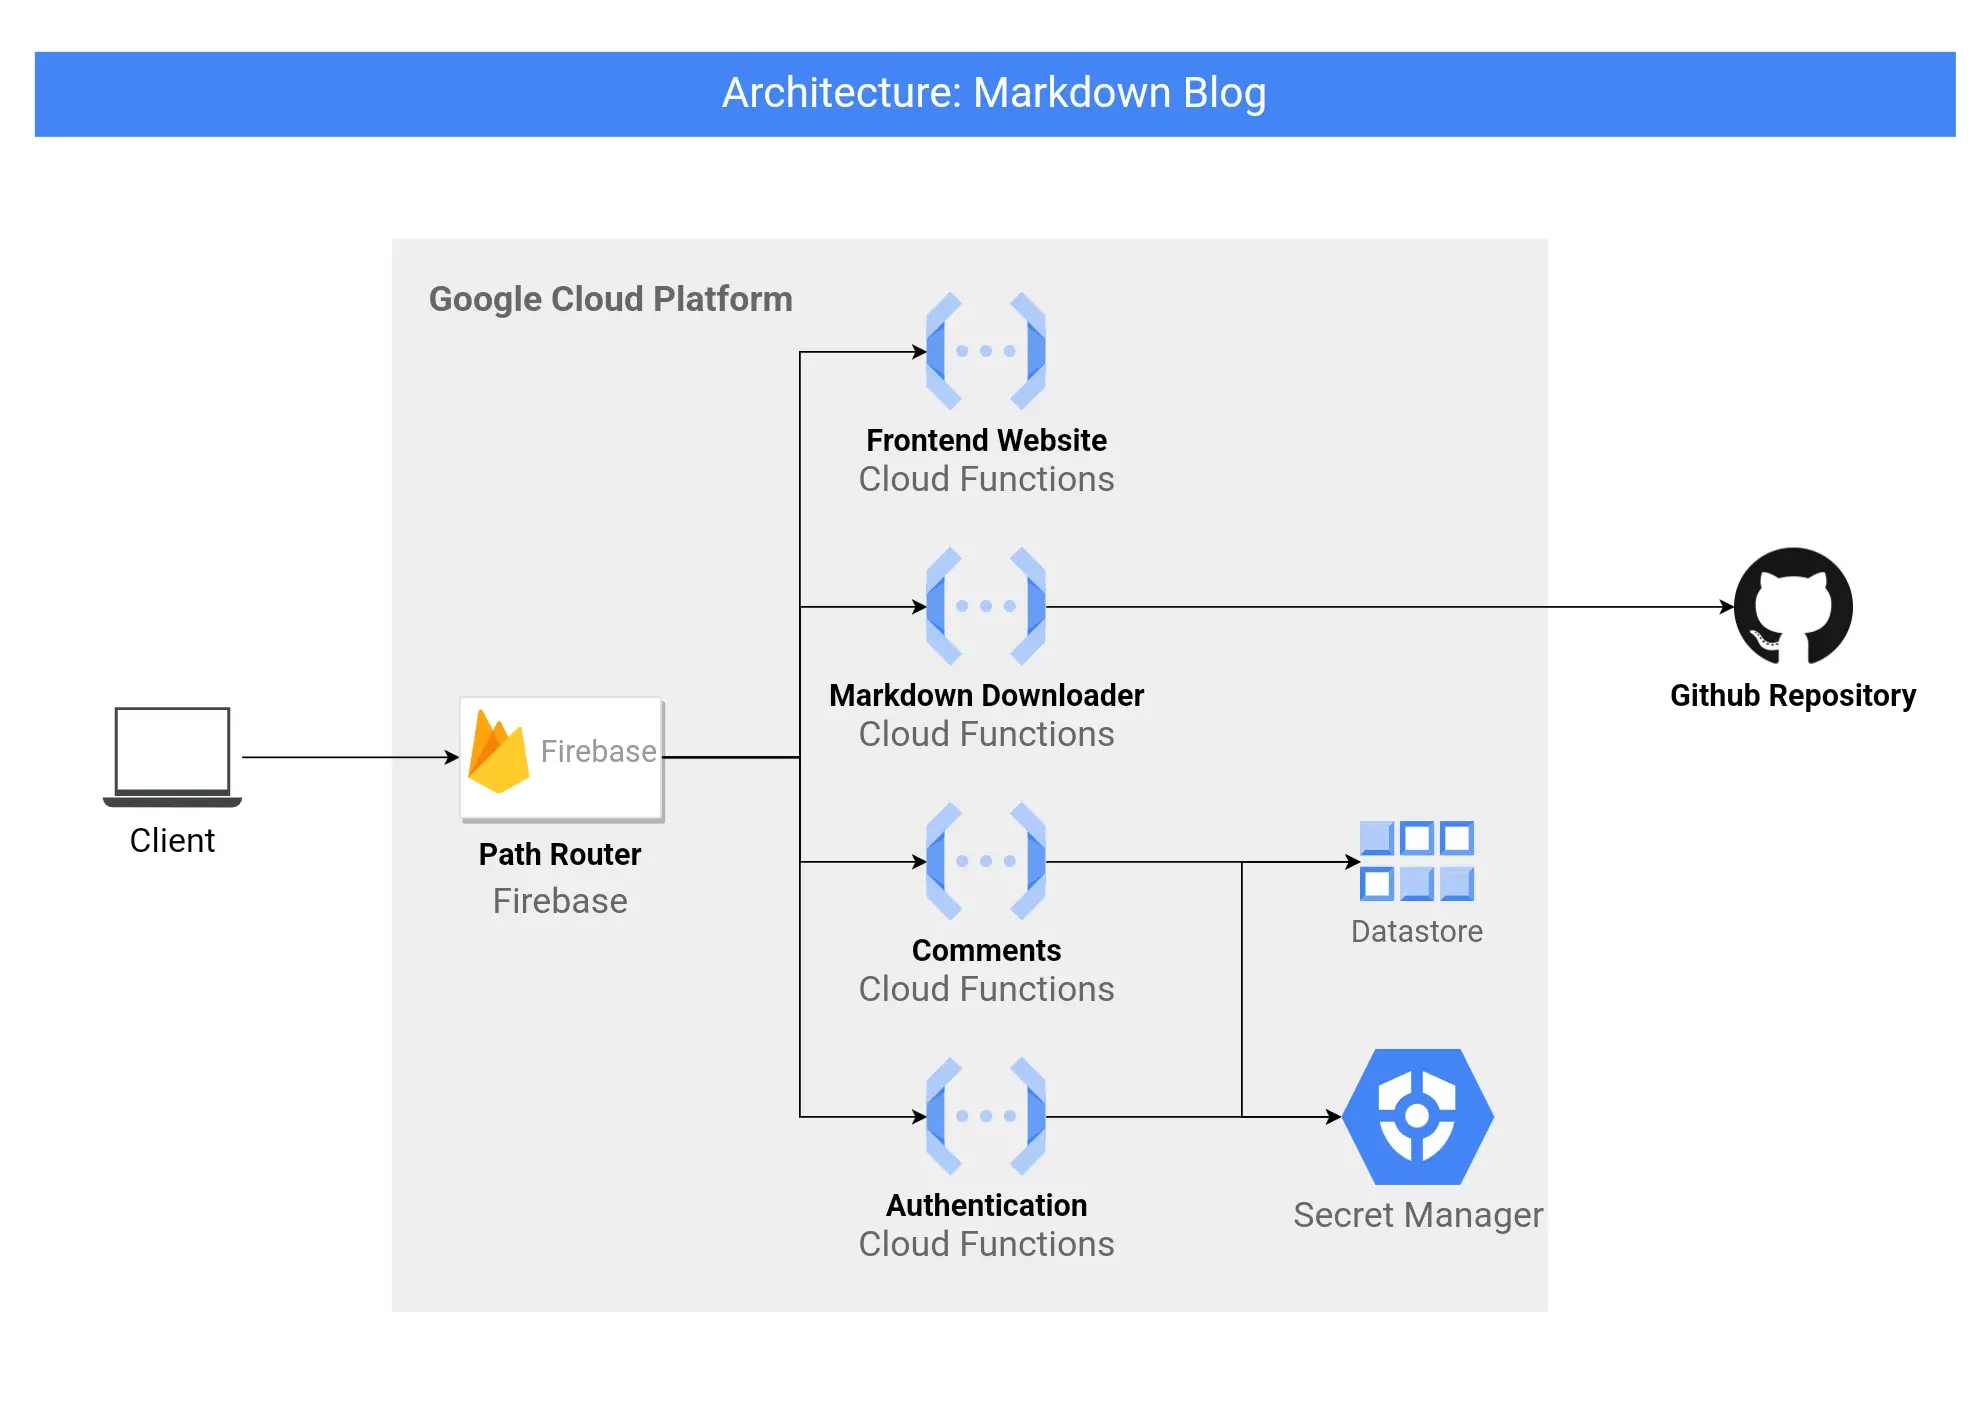 Architecture: Markdown Blog
Google Cloud Platform
Frontend Website
Cloud Functions
Markdown Downloader
Cloud Functions
Github Repository
Client
Firebase
Path Router
Firebase
Comments
Cloud Functions
Datastore
Authentication
Cloud Functions
Secret Manager